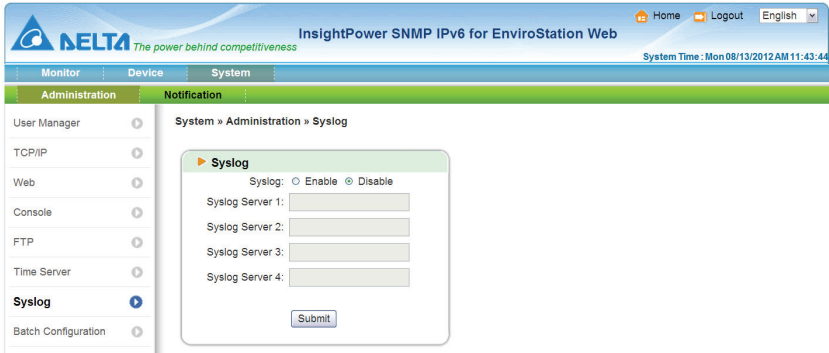 Home Logout English
DELTA The power behind competitiveness
InsightPower SNMP IPv6 for EnviroStation Web
System Time : Mon 08/13/2012 AM 11:43:44
Monitor Device System
Administration Notification
User Manager
TCP/IP
Web
Console
FTP
Time Server
Syslog
Batch Configuration
System » Administration » Syslog
Syslog
Syslog: Enable Disable
Syslog Server 1:
Syslog Server 2:
Syslog Server 3:
Syslog Server 4:
Submit